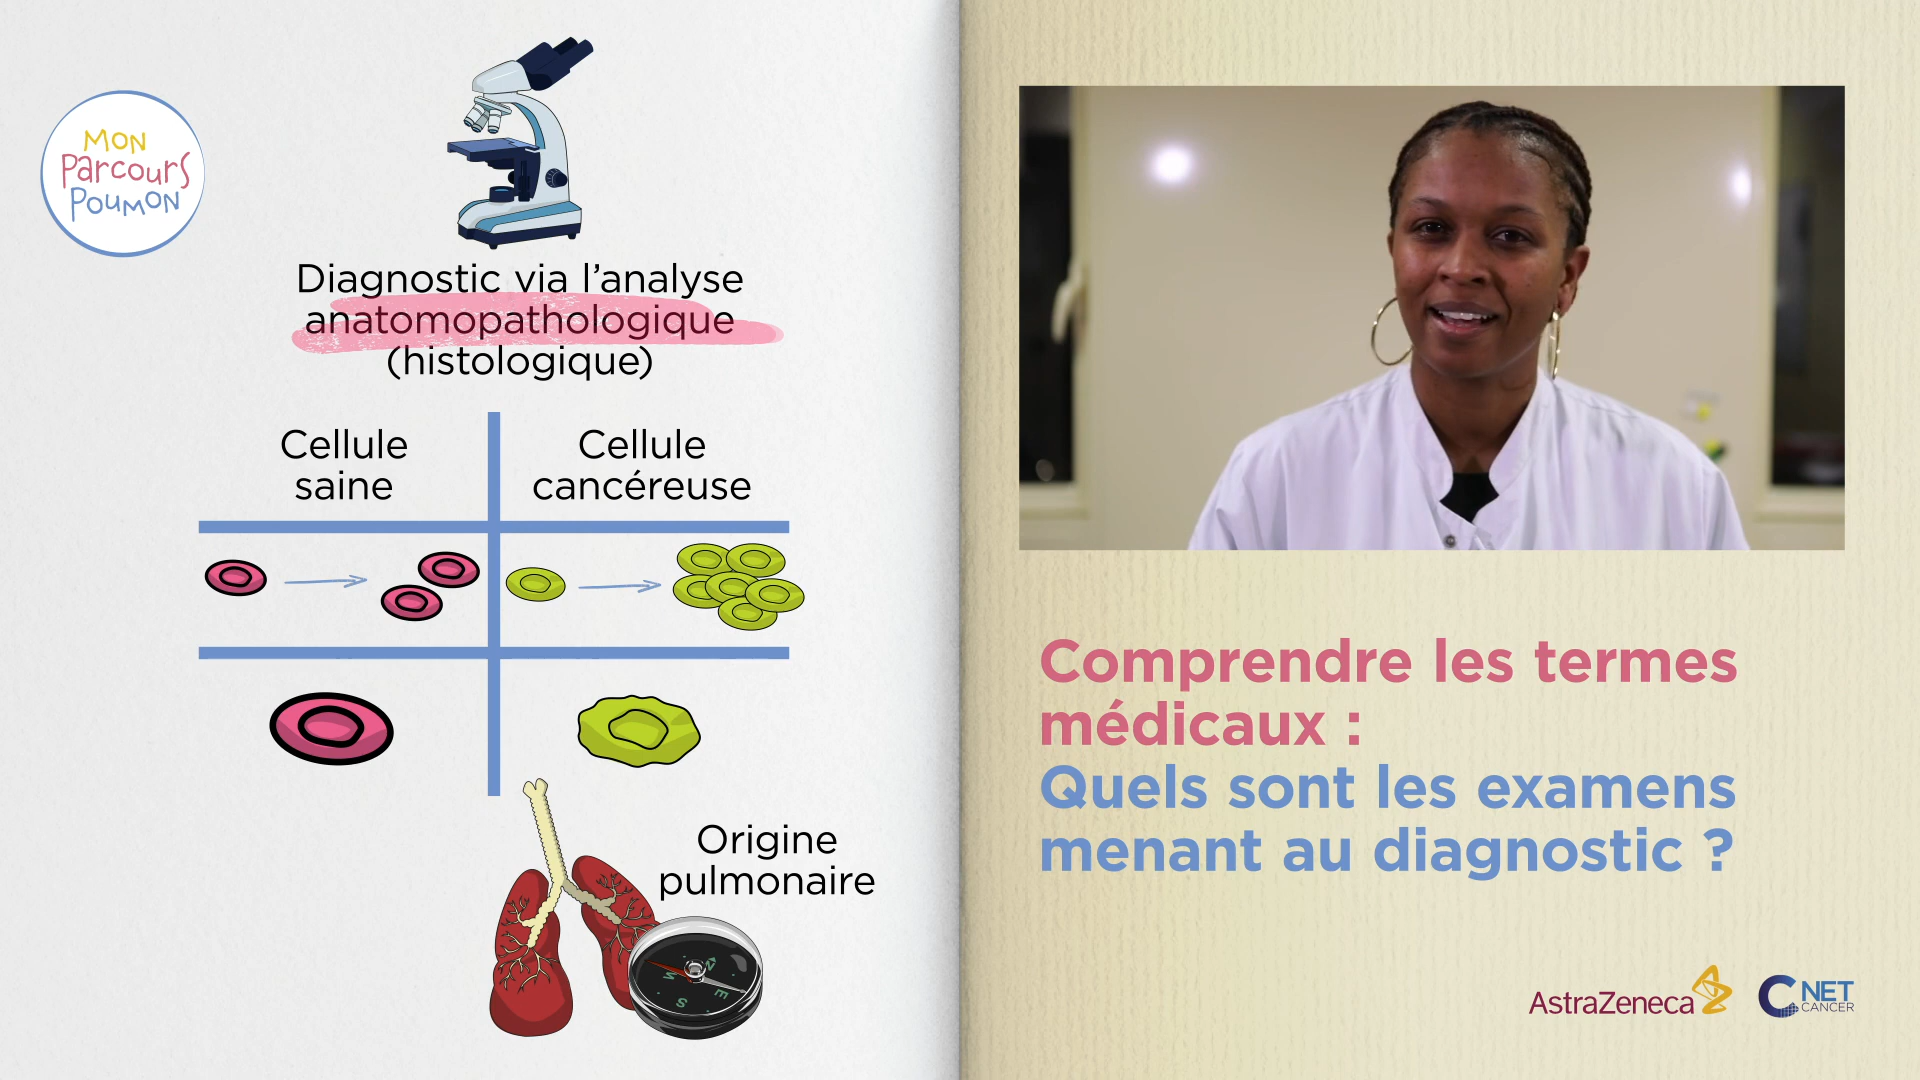 MON
ParcourS
POUMON
Diagnostic via l’analyse
anatomopathologique
(histologique)
Cellule
saine
Cellule
cancéreuse
Origine
pulmonaire
N
E
S
Comprendre les termes
médicaux :
Quels sont les examens
menant au diagnostic ?
AstraZeneca
C NET
CANCER